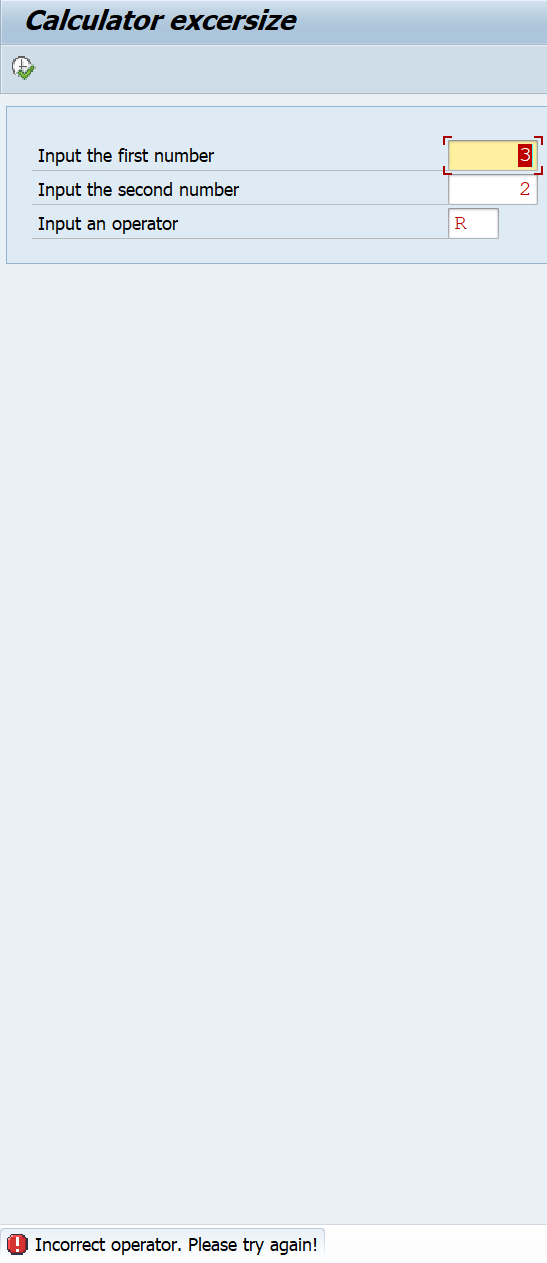 Calculator excersize
Input the first number 3
Input the second number 2
Input an operator R
Incorrect operator. Please try again!